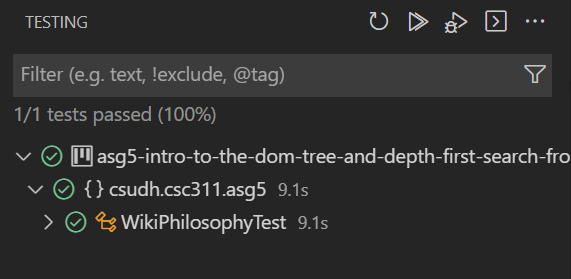 TESTING
Filter (e.g. text, !exclude, @tag)
1/1 tests passed (100%)
asg5-intro-to-the-dom-tree-and-depth-first-search-fro
{ } csudh.csc311.asg5 9.1s
WikiPhilosophyTest 9.1s